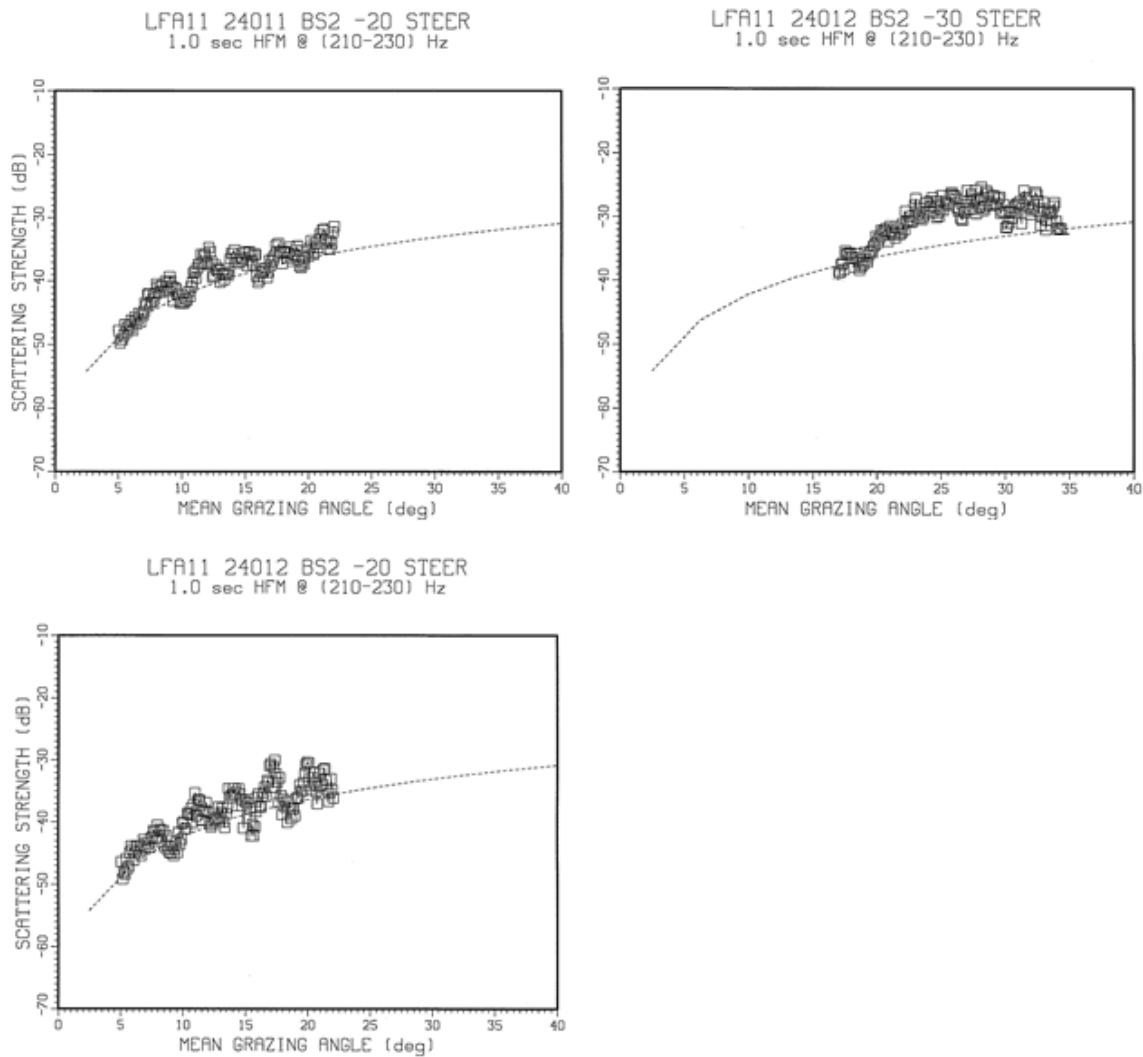 LFA11 24011 BS2 -20 STEER
1.0 sec HFM @ (210-230) Hz
SCATTERING STRENGTH (dB)
-10
-20
-30
-40
-50
-60
-70
0 5 10 15 20 25 30 35 40
MEAN GRAZING ANGLE (deg)
LFA11 24012 BS2 -30 STEER
1.0 sec HFM @ (210-230) Hz
SCATTERING STRENGTH (dB)
-10
-20
-30
-40
-50
-60
-70
0 5 10 15 20 25 30 35 40
MEAN GRAZING ANGLE (deg)
LFA11 24012 BS2 -20 STEER
1.0 sec HFM @ (210-230) Hz
SCATTERING STRENGTH (dB)
-10
-20
-30
-40
-50
-60
-70
0 5 10 15 20 25 30 35 40
MEAN GRAZING ANGLE (deg)